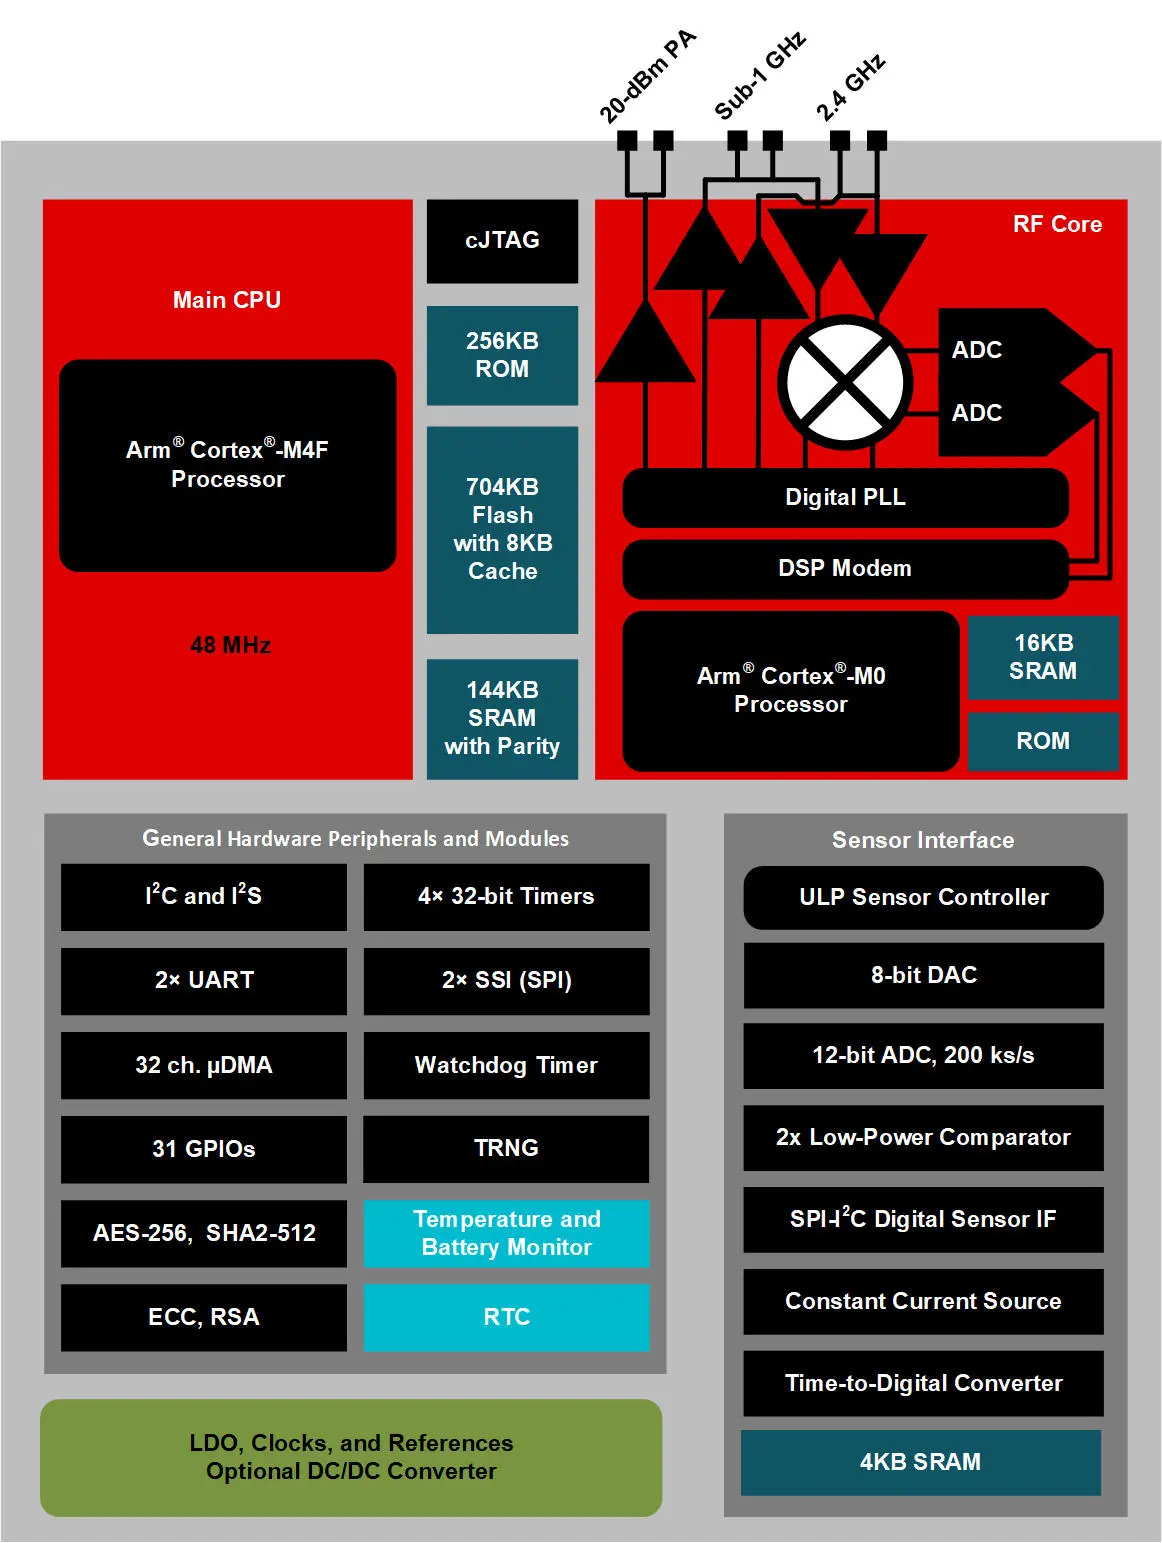 20-dBm PA
Sub-1 GHz
2.4 GHz
Main CPU
Arm® Cortex®-M4F
Processor
48 MHz
cJTAG
256KB
ROM
704KB
Flash
with 8KB
Cache
144KB
SRAM
with Parity
RF Core
ADC
ADC
Digital PLL
DSP Modem
Arm® Cortex®-M0
Processor
16KB
SRAM
ROM
General Hardware Peripherals and Modules
I²C and I²S
4× 32-bit Timers
2× UART
2× SSI (SPI)
32 ch. µDMA
Watchdog Timer
31 GPIOs
TRNG
AES-256, SHA2-512
Temperature and
Battery Monitor
ECC, RSA
RTC
LDO, Clocks, and References
Optional DC/DC Converter
Sensor Interface
ULP Sensor Controller
8-bit DAC
12-bit ADC, 200 ks/s
2x Low-Power Comparator
SPI-I²C Digital Sensor IF
Constant Current Source
Time-to-Digital Converter
4KB SRAM